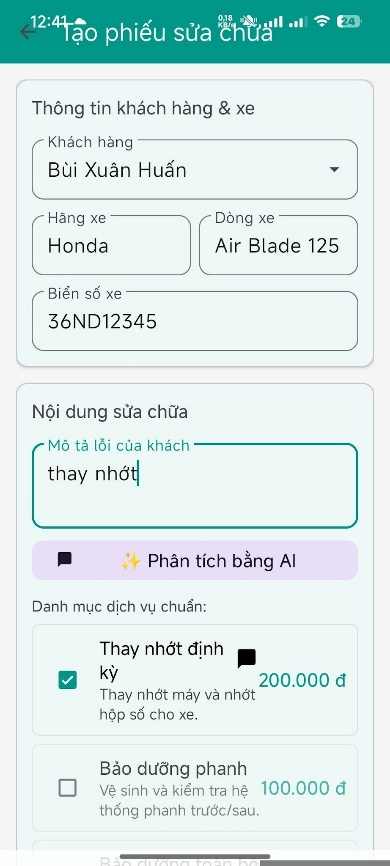 12:41
0,18
KB/s
24
Tạo phiếu sửa chữa
Thông tin khách hàng & xe
Khách hàng
Bùi Xuân Huấn
Hãng xe
Dòng xe
Honda
Air Blade 125
Biển số xe
36ND12345
Nội dung sửa chữa
Mô tả lỗi của khách
thay nhớt
✨ Phân tích bằng AI
Danh mục dịch vụ chuẩn:
Thay nhớt định
kỳ
200.000 đ
Thay nhớt máy và nhớt
hộp số cho xe.
Bảo dưỡng phanh
100.000 đ
Vệ sinh và kiểm tra hệ
thống phanh trước/sau.
Bảo dưỡng toàn bộ